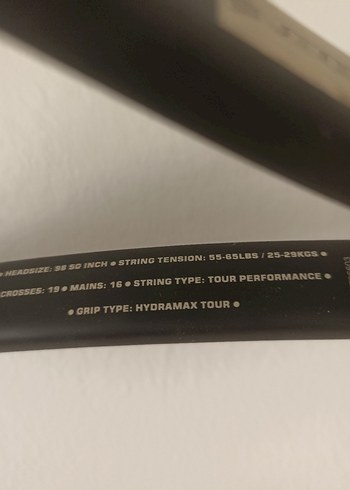 ● HEADSIZE: 98 SQ INCH ● STRING TENSION: 55-65LBS / 25-29KGS ●
CROSSES: 19 ● MAINS: 16 ● STRING TYPE: TOUR PERFORMANCE ●
● GRIP TYPE: HYDRAMAX TOUR ●